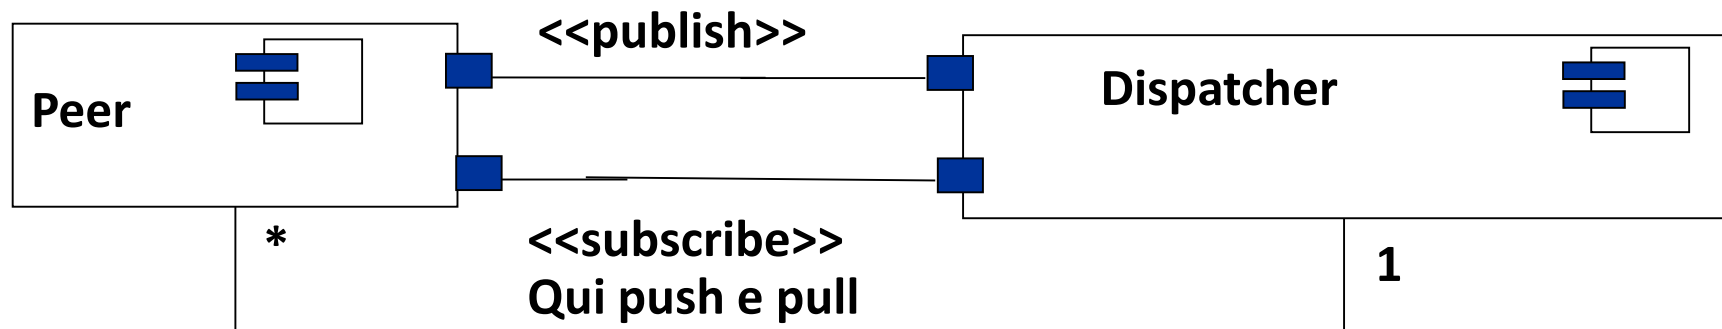 <<publish>>
Peer
Dispatcher
*
<<subscribe>>
1
Qui push e pull